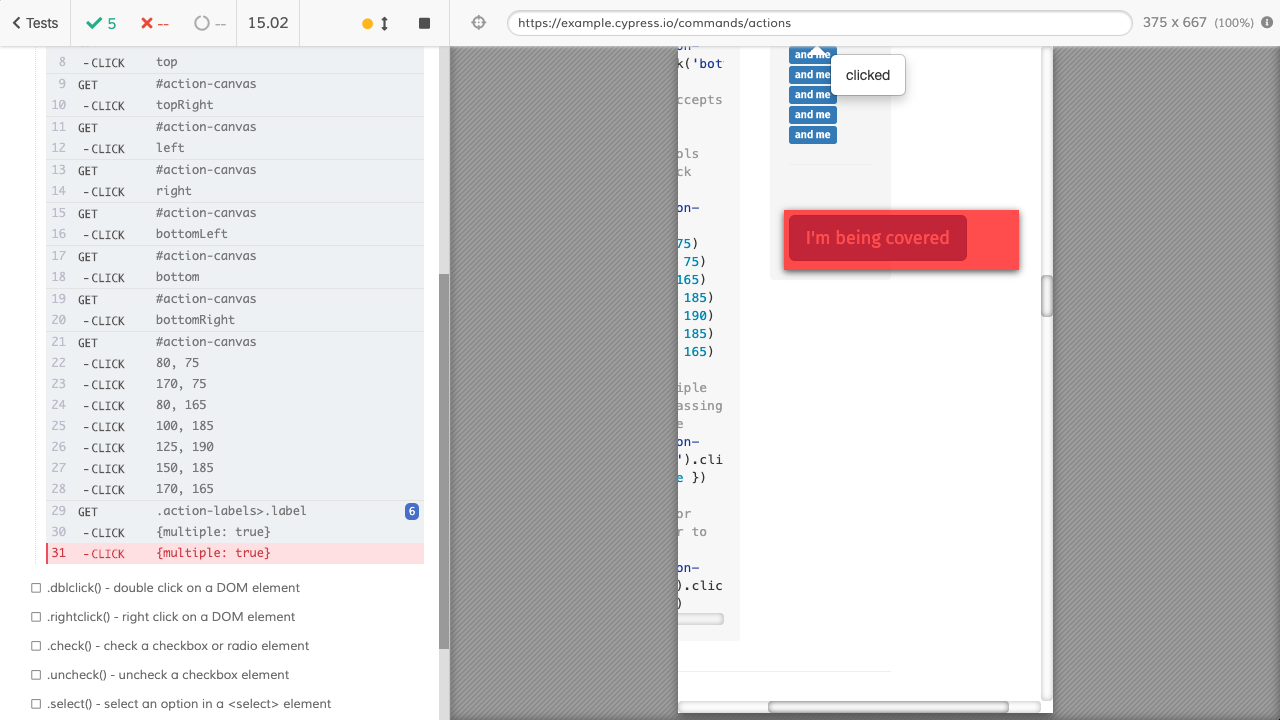 Tests
5
--
--
15.02
https://example.cypress.io/commands/actions
375 x 667 (100%)
8 -CLICK top
9 GET #action-canvas
10 -CLICK topRight
11 GET #action-canvas
12 -CLICK left
13 GET #action-canvas
14 -CLICK right
15 GET #action-canvas
16 -CLICK bottomLeft
17 GET #action-canvas
18 -CLICK bottom
19 GET #action-canvas
20 -CLICK bottomRight
21 GET #action-canvas
22 -CLICK 80, 75
23 -CLICK 170, 75
24 -CLICK 80, 165
25 -CLICK 100, 185
26 -CLICK 125, 190
27 -CLICK 150, 185
28 -CLICK 170, 165
29 GET .action-labels>.label 6
30 -CLICK {multiple: true}
31 -CLICK {multiple: true}
.dblclick() - double click on a DOM element
.rightclick() - right click on a DOM element
.check() - check a checkbox or radio element
.uncheck() - uncheck a checkbox element
.select() - select an option in a <select> element
on-
k('bot
ccepts
ols
ck
on-
75)
75)
165)
185)
190)
185)
165)
iple
assing
e
on-
').cli
e })
or
r to
on-
).clic
)
and me
and me
and me
and me
and me
clicked
I'm being covered